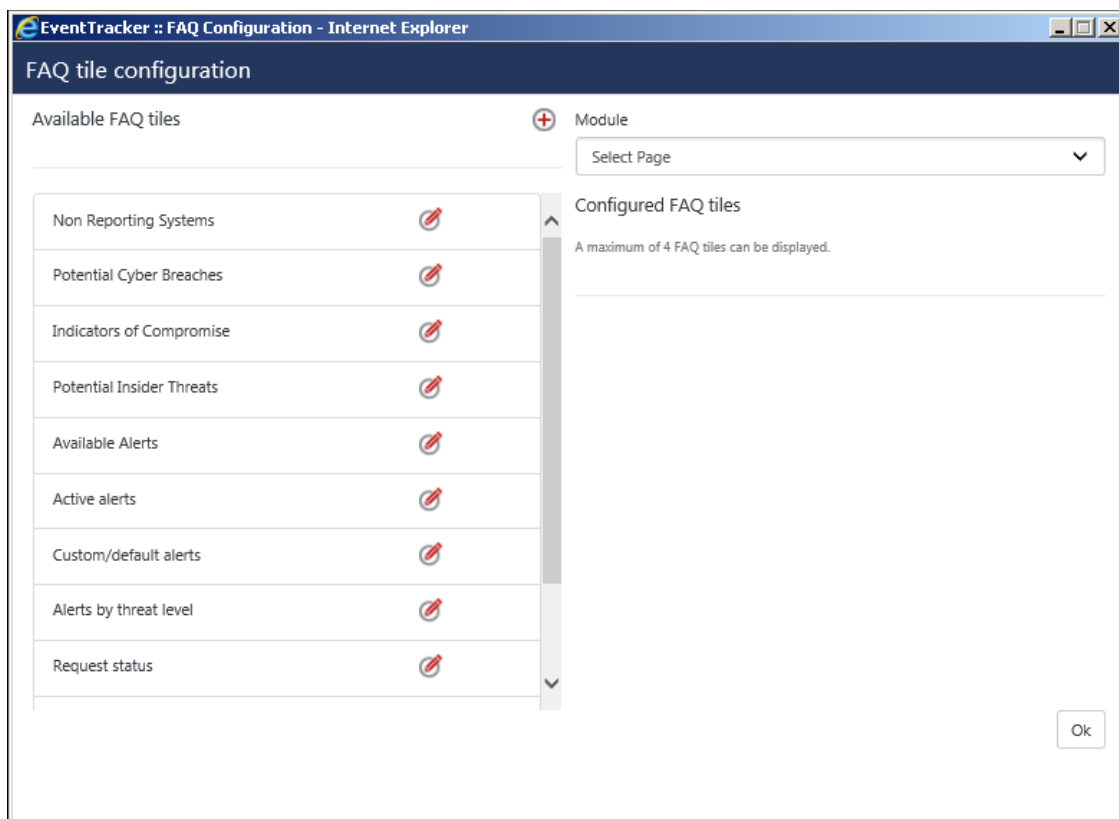 EventTracker :: FAQ Configuration - Internet Explorer
FAQ tile configuration
Available FAQ tiles
Module
Select Page
Non Reporting Systems
Potential Cyber Breaches
Indicators of Compromise
Potential Insider Threats
Available Alerts
Active alerts
Custom/default alerts
Alerts by threat level
Request status
Configured FAQ tiles
A maximum of 4 FAQ tiles can be displayed.
Ok